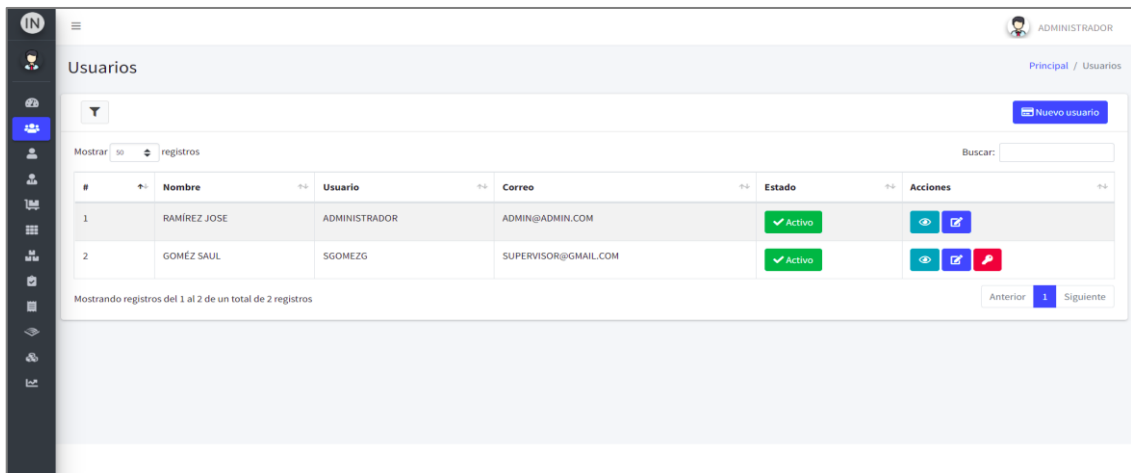 IN
ADMINISTRADOR
Usuarios
Principal / Usuarios
Nuevo usuario
Mostrar 50 registros
Buscar:
# Nombre Usuario Correo Estado Acciones
1 RAMÍREZ JOSE ADMINISTRADOR ADMIN@ADMIN.COM Activo
2 GOMÉZ SAUL SGOMEZG SUPERVISOR@GMAIL.COM Activo
Mostrando registros del 1 al 2 de un total de 2 registros
Anterior 1 Siguiente